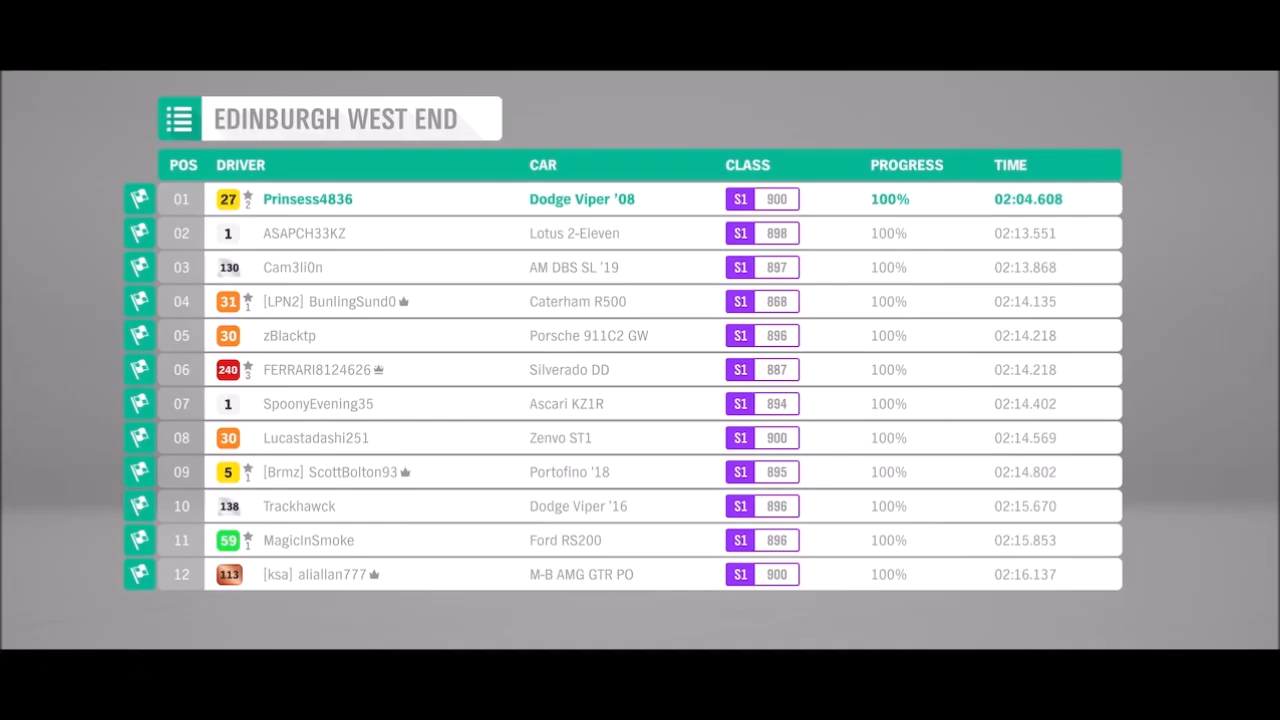 EDINBURGH WEST END
POS DRIVER CAR CLASS PROGRESS TIME
01 27 2 Prinsess4836 Dodge Viper '08 S1 900 100% 02:04.608
02 1 ASAPCH33KZ Lotus 2-Eleven S1 898 100% 02:13.551
03 130 Cam3li0n AM DBS SL '19 S1 897 100% 02:13.868
04 31 1 [LPN2] BunlingSund0 Caterham R500 S1 868 100% 02:14.135
05 30 zBlacktp Porsche 911C2 GW S1 896 100% 02:14.218
06 240 3 FERRARI8124626 Silverado DD S1 887 100% 02:14.218
07 1 SpoonyEvening35 Ascari KZ1R S1 894 100% 02:14.402
08 30 Lucastadashi251 Zenvo ST1 S1 900 100% 02:14.569
09 5 1 [Brmz] ScottBolton93 Portofino '18 S1 895 100% 02:14.802
10 138 Trackhawck Dodge Viper '16 S1 896 100% 02:15.670
11 59 1 MagicInSmoke Ford RS200 S1 896 100% 02:15.853
12 113 [ksa] aliallan777 M-B AMG GTR PO S1 900 100% 02:16.137